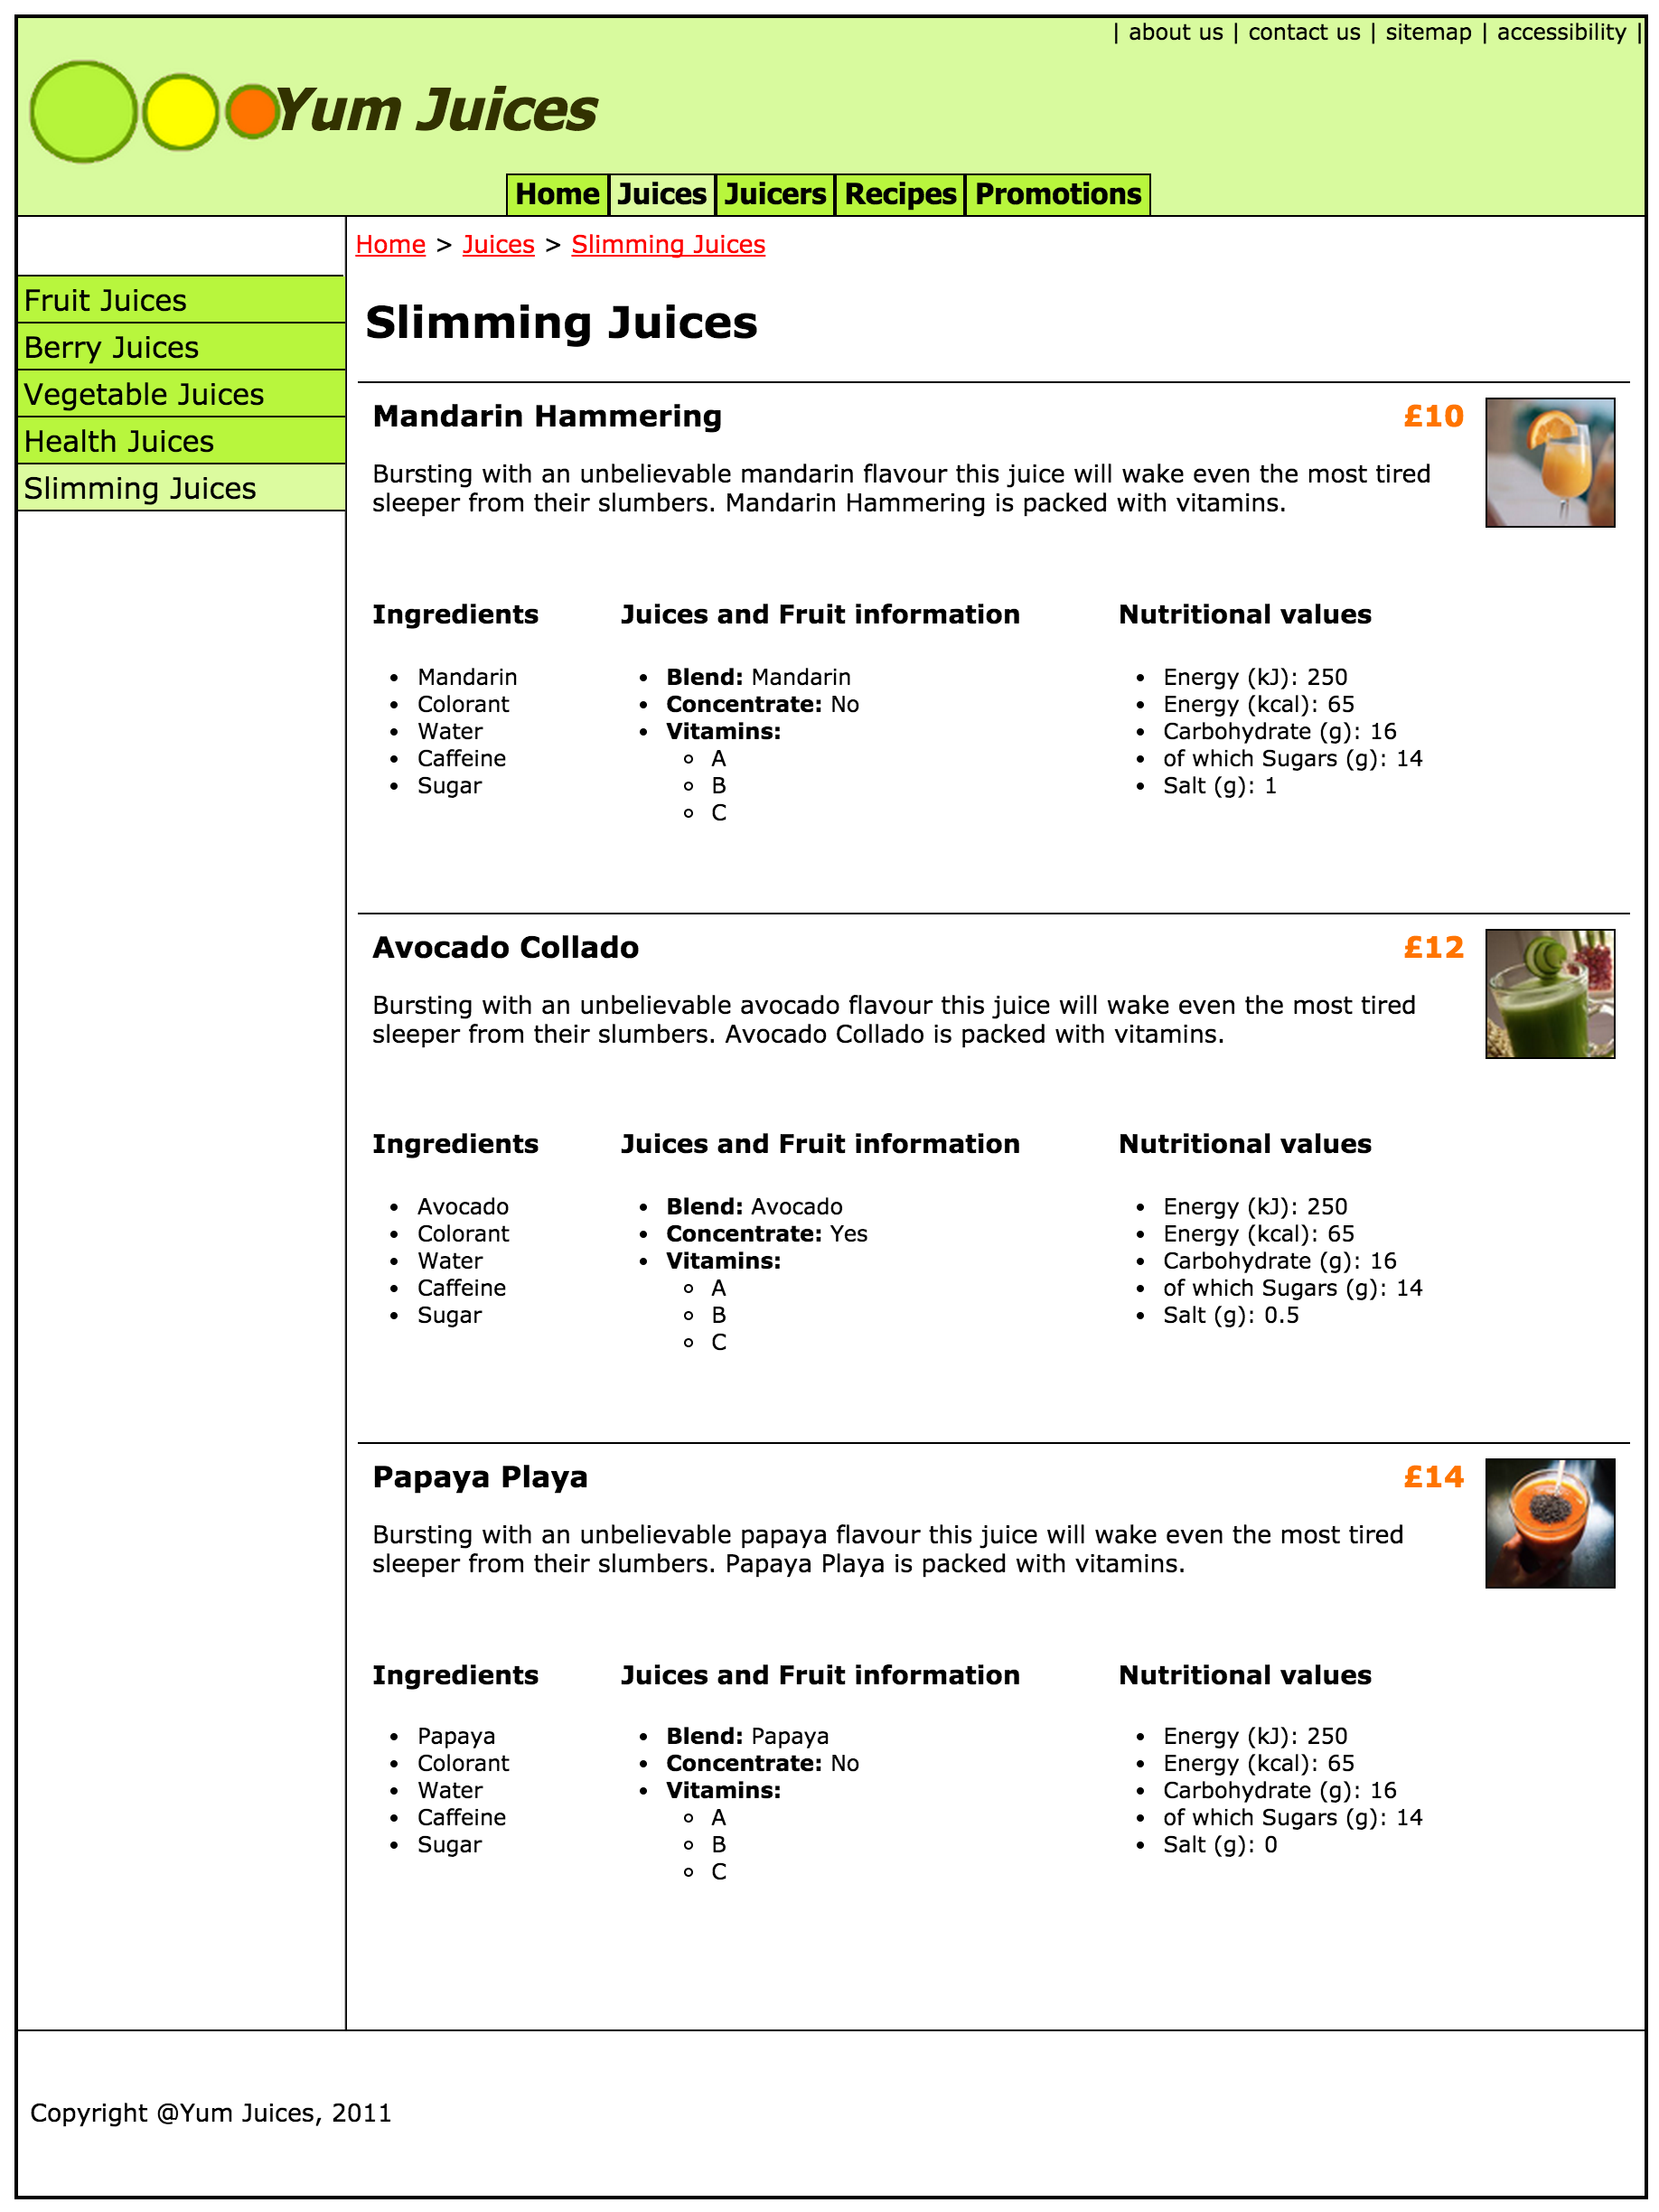 | about us | contact us | sitemap | accessibility |
Yum Juices
Home Juices Juicers Recipes Promotions
Home > Juices > Slimming Juices
Fruit Juices
Berry Juices
Vegetable Juices
Health Juices
Slimming Juices
Slimming Juices
Mandarin Hammering £10
Bursting with an unbelievable mandarin flavour this juice will wake even the most tired
sleeper from their slumbers. Mandarin Hammering is packed with vitamins.
Ingredients
Mandarin
Colorant
Water
Caffeine
Sugar
Juices and Fruit information
Blend: Mandarin
Concentrate: No
Vitamins:
A
B
C
Nutritional values
Energy (kJ): 250
Energy (kcal): 65
Carbohydrate (g): 16
of which Sugars (g): 14
Salt (g): 1
Avocado Collado £12
Bursting with an unbelievable avocado flavour this juice will wake even the most tired
sleeper from their slumbers. Avocado Collado is packed with vitamins.
Ingredients
Avocado
Colorant
Water
Caffeine
Sugar
Juices and Fruit information
Blend: Avocado
Concentrate: Yes
Vitamins:
A
B
C
Nutritional values
Energy (kJ): 250
Energy (kcal): 65
Carbohydrate (g): 16
of which Sugars (g): 14
Salt (g): 0.5
Papaya Playa £14
Bursting with an unbelievable papaya flavour this juice will wake even the most tired
sleeper from their slumbers. Papaya Playa is packed with vitamins.
Ingredients
Papaya
Colorant
Water
Caffeine
Sugar
Juices and Fruit information
Blend: Papaya
Concentrate: No
Vitamins:
A
B
C
Nutritional values
Energy (kJ): 250
Energy (kcal): 65
Carbohydrate (g): 16
of which Sugars (g): 14
Salt (g): 0
Copyright @Yum Juices, 2011